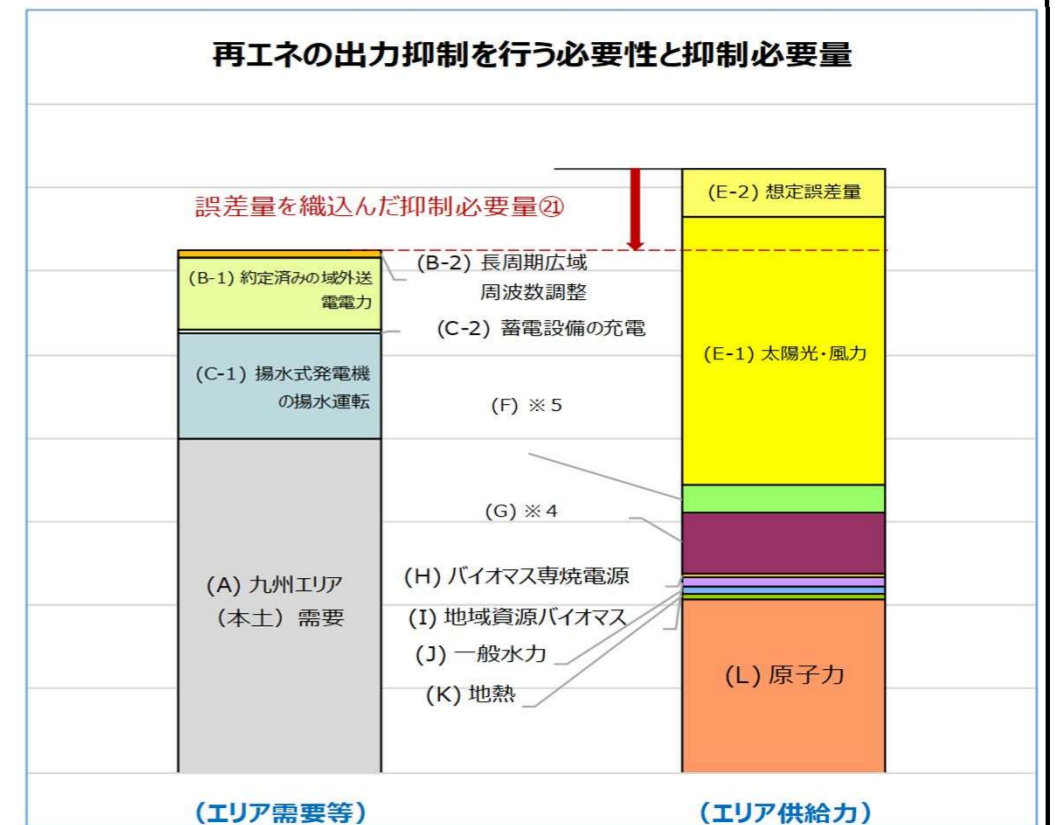 再エネの出力抑制を行う必要性と抑制必要量
誤差量を織込んだ抑制必要量㉑
(E-2) 想定誤差量
(B-2) 長周期広域
周波数調整
(B-1) 約定済みの域外送
電電力
(C-2) 蓄電設備の充電
(E-1) 太陽光・風力
(C-1) 揚水式発電機
の揚水運転
(F) ※5
(G) ※4
(H) バイオマス専焼電源
(A) 九州エリア
（本土）需要
(I) 地域資源バイオマス
(J) 一般水力
(K) 地熱
(L) 原子力
（エリア需要等）
（エリア供給力）